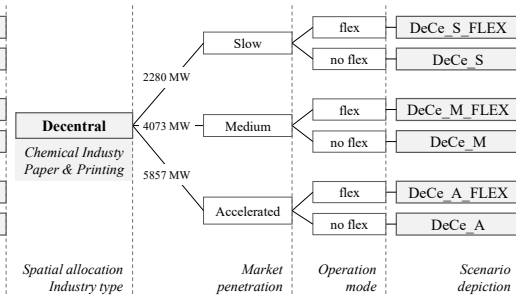 flex
DeCe_S_FLEX
Slow
no flex
DeCe_S
2280 MW
flex
DeCe_M_FLEX
Decentral
4073 MW
Medium
no flex
DeCe_M
Chemical Industy
Paper & Printing
5857 MW
flex
DeCe_A_FLEX
Accelerated
no flex
DeCe_A
Spatial allocation
Industry type
Market
penetration
Operation
mode
Scenario
depiction